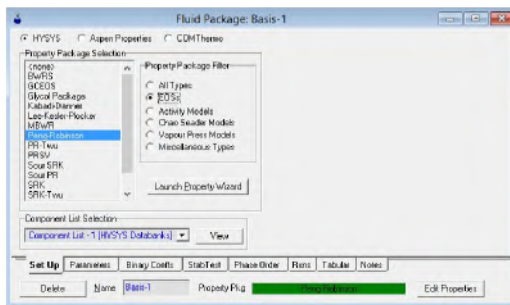 Fluid Package: Basis-1
HYSYS Aspen Properties COMThermo
Property Package Selection
<none>
BWRS
GCEOS
Glycol Package
Kabadi-Danner
Lee-Kesler-Plocker
MBWR
Peng-Robinson
PR-Twu
PRSV
Sour SRK
Sour PR
SRK
SRK-Twu
Property Package Filter
All Types
EOSs
Activity Models
Chao Seader Models
Vapour Press Models
Miscellaneous Types
Launch Property Wizard
Component List Selection
Component List - 1 [HYSYS Databanks] View
Set Up Parameters Binary Coeffs StabTest Phase Order Rxns Tabular Notes
Delete Name Basis-1 Property Pkg Peng-Robinson Edit Properties